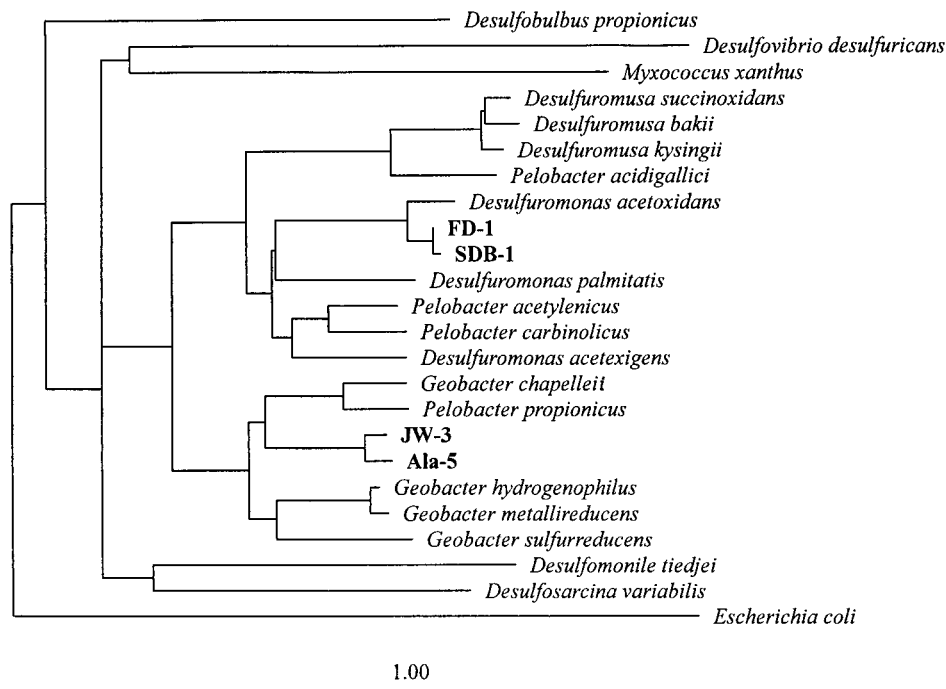 Desulfobulbus propionicus
Desulfovibrio desulfuricans
Myxococcus xanthus
Desulfuromusa succinoxidans
Desulfuromusa bakii
Desulfuromusa kysingii
Pelobacter acidigallici
Desulfuromonas acetoxidans
FD-1
SDB-1
Desulfuromonas palmitatis
Pelobacter acetylenicus
Pelobacter carbinolicus
Desulfuromonas acetexigens
Geobacter chapelleii
Pelobacter propionicus
JW-3
Ala-5
Geobacter hydrogenophilus
Geobacter metallireducens
Geobacter sulfurreducens
Desulfomonile tiedjei
Desulfosarcina variabilis
Escherichia coli
1.00